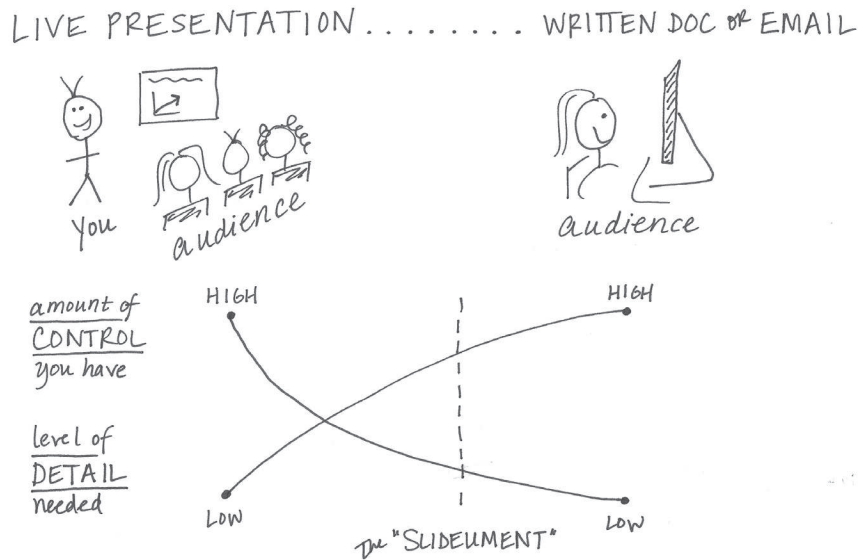 LIVE PRESENTATION ........ WRITTEN DOC OR EMAIL
you
audience
audience
amount of
CONTROL
you have
level of
DETAIL
needed
HIGH
HIGH
LOW
LOW
The "SLIDEUMENT"